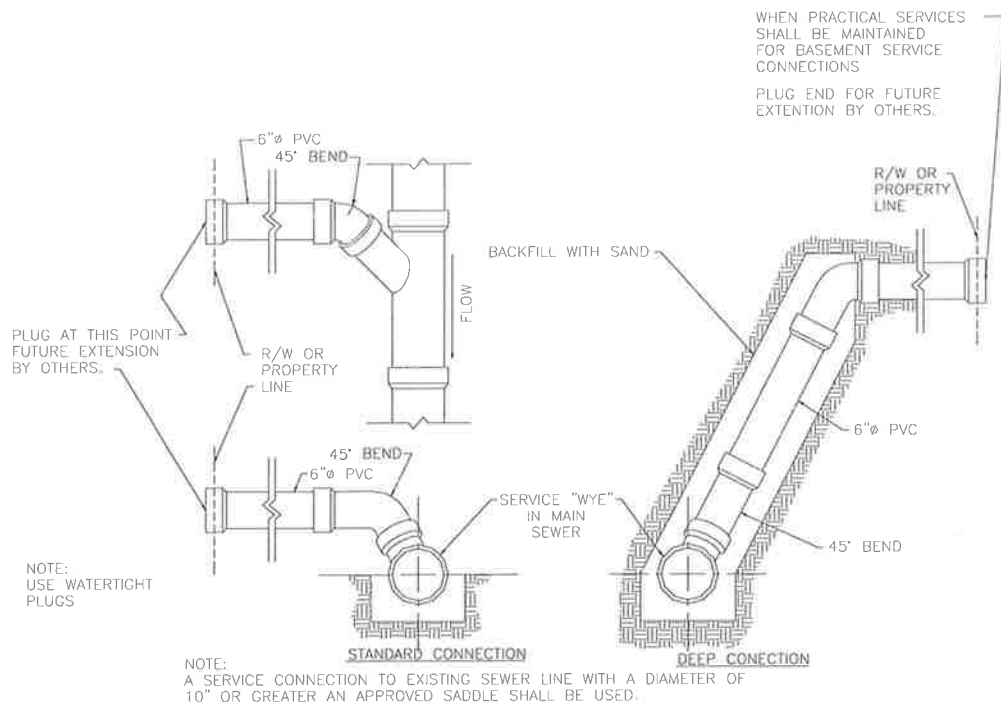 WHEN PRACTICAL SERVICES
SHALL BE MAINTAINED
FOR BASEMENT SERVICE
CONNECTIONS
PLUG END FOR FUTURE
EXTENTION BY OTHERS.
6"ø PVC
45° BEND
R/W OR
PROPERTY
LINE
BACKFILL WITH SAND
FLOW
PLUG AT THIS POINT
FUTURE EXTENSION
BY OTHERS.
R/W OR
PROPERTY
LINE
6"ø PVC
45° BEND
6"ø PVC
SERVICE "WYE"
IN MAIN
SEWER
45° BEND
NOTE:
USE WATERTIGHT
PLUGS
STANDARD CONNECTION
DEEP CONECTION
NOTE:
A SERVICE CONNECTION TO EXISTING SEWER LINE WITH A DIAMETER OF
10" OR GREATER AN APPROVED SADDLE SHALL BE USED.